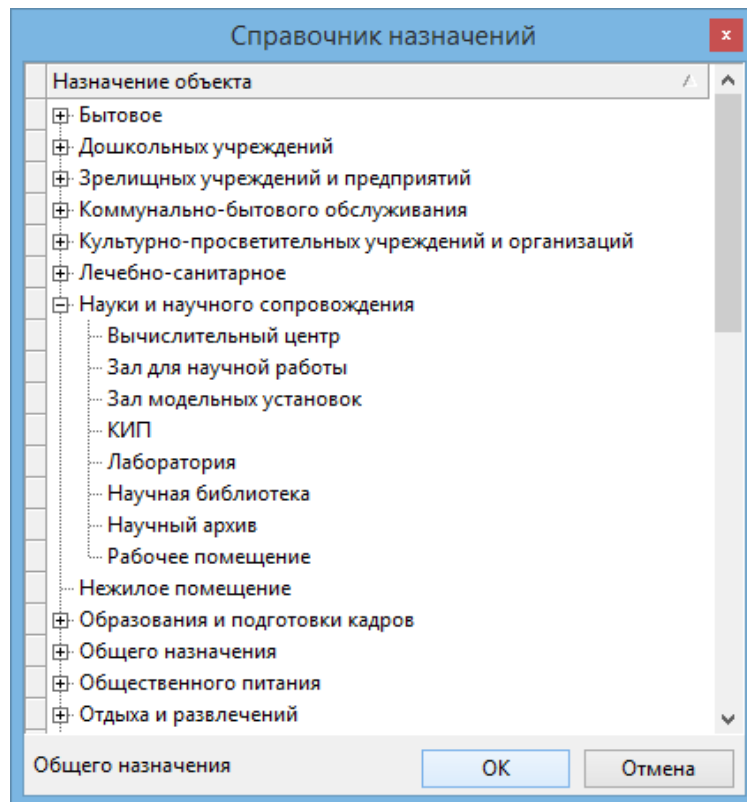 Справочник назначений
x
Назначение объекта
Бытовое
Дошкольных учреждений
Зрелищных учреждений и предприятий
Коммунально-бытового обслуживания
Культурно-просветительных учреждений и организаций
Лечебно-санитарное
Науки и научного сопровождения
Вычислительный центр
Зал для научной работы
Зал модельных установок
КИП
Лаборатория
Научная библиотека
Научный архив
Рабочее помещение
Нежилое помещение
Образования и подготовки кадров
Общего назначения
Общественного питания
Отдыха и развлечений
Общего назначения OK Отмена